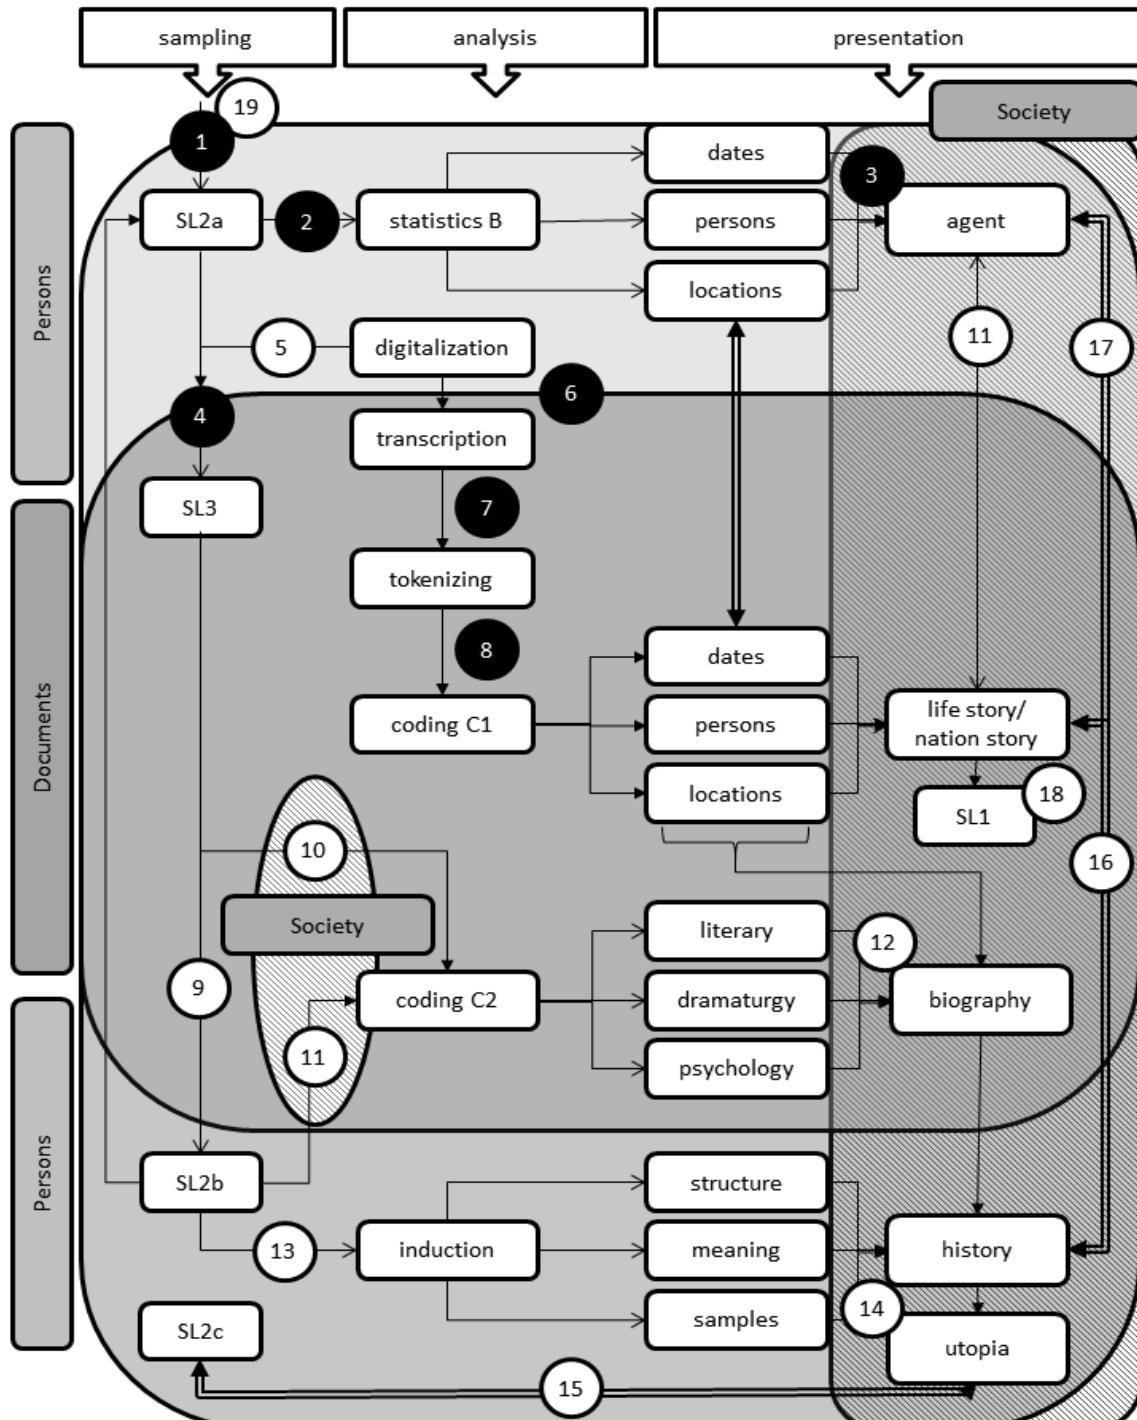 sampling
analysis
presentation
Society
19
1
dates
3
SL2a
2
statistics B
persons
agent
locations
Persons
5
digitalization
11
17
6
4
transcription
SL3
7
tokenizing
8
dates
coding C1
persons
life story/
nation story
locations
SL1
18
Documents
10
16
Society
literary
12
9
coding C2
dramaturgy
biography
11
psychology
SL2b
structure
Persons
13
induction
meaning
history
14
SL2c
samples
utopia
15